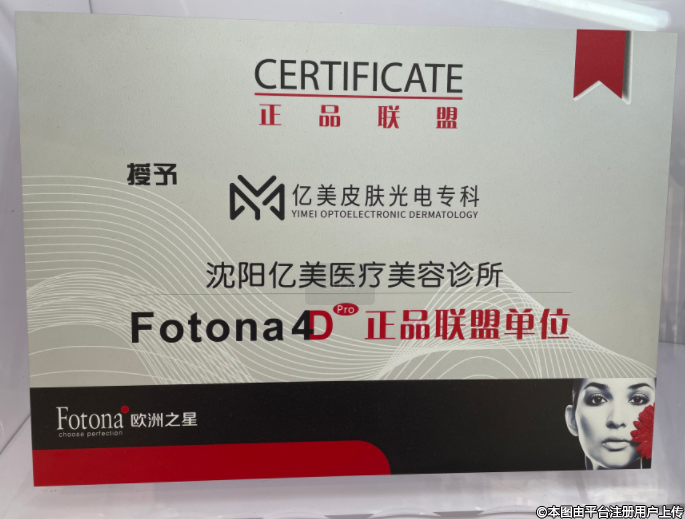 CERTIFICATE
正品联盟
授予
亿美皮肤光电专科
YIMEI OPTOELECTRONIC DERMATOLOGY
沈阳亿美医疗美容诊所
Fotona4D Pro 正品联盟单位
Fotona 欧洲之星
choose perfection
©本图由平台注册用户上传